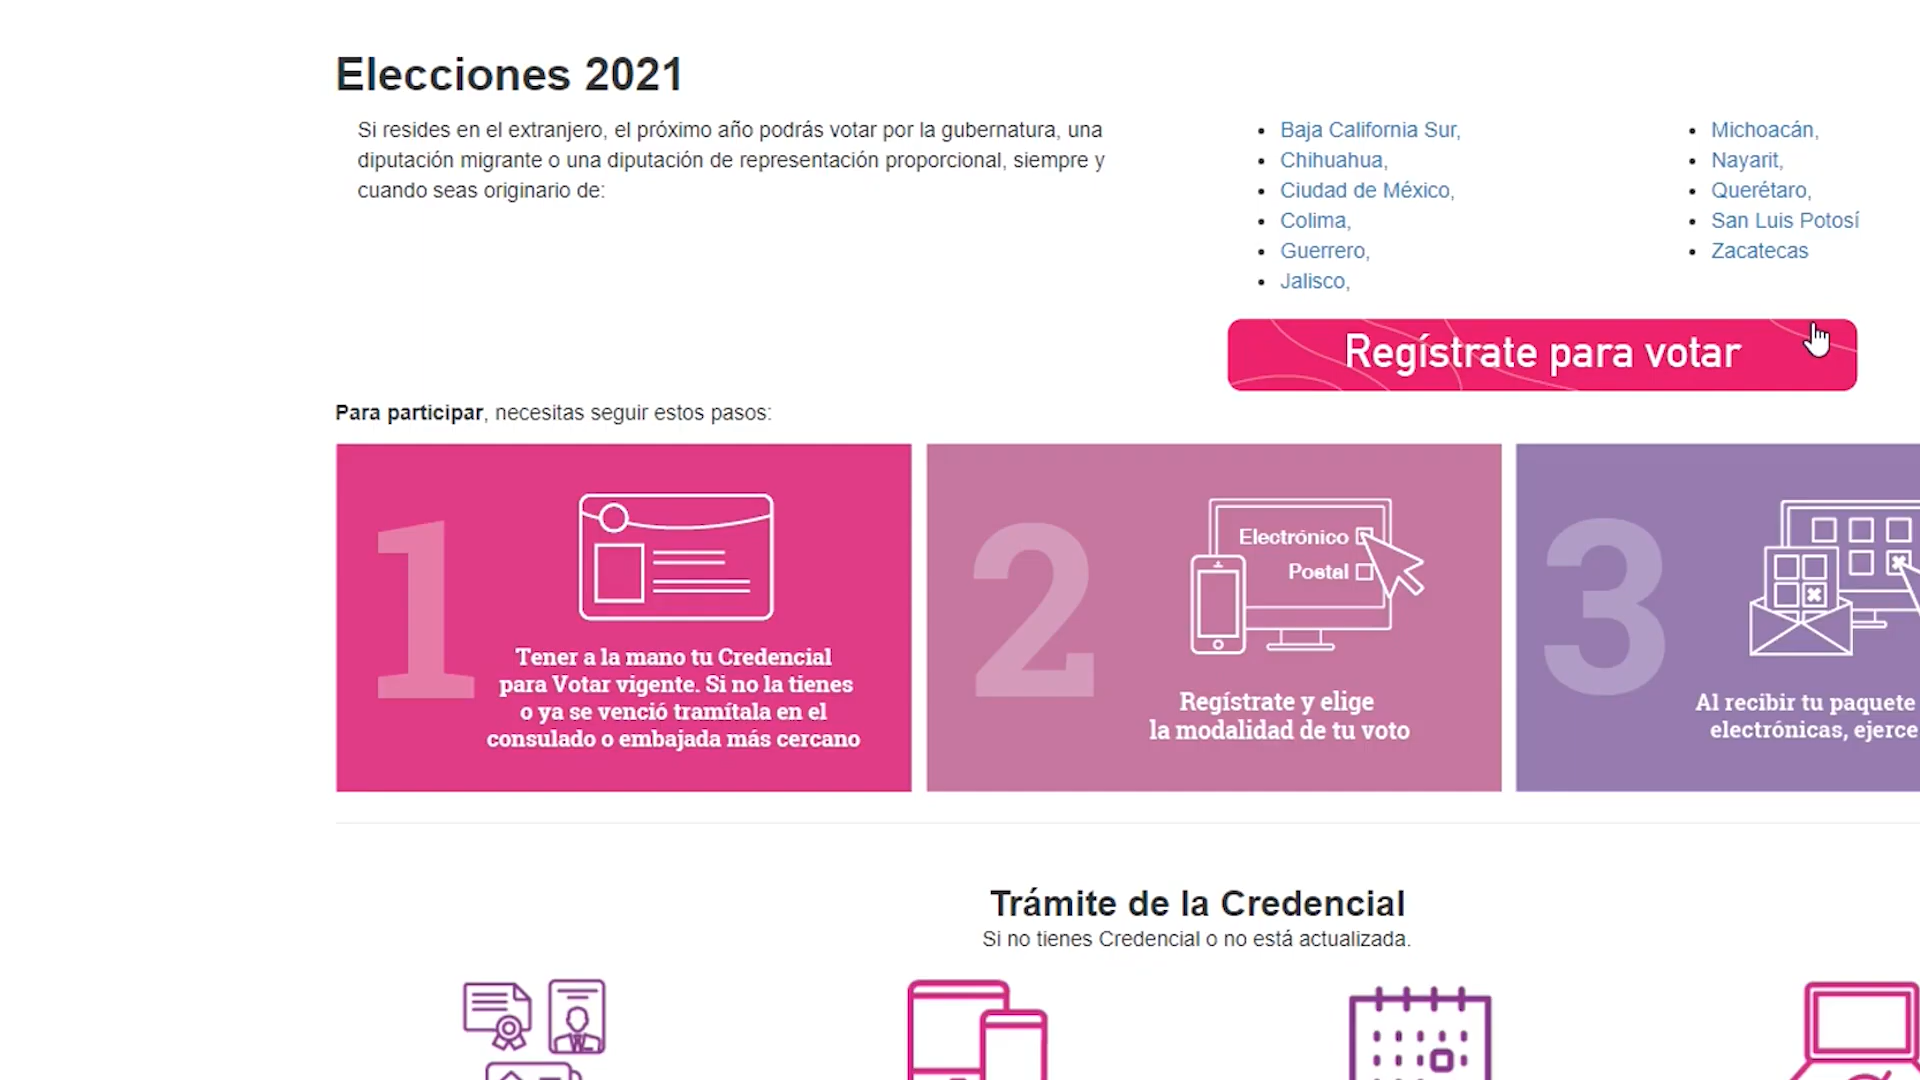 Elecciones 2021
Si resides en el extranjero, el próximo año podrás votar por la gubernatura, una
diputación migrante o una diputación de representación proporcional, siempre y
cuando seas originario de:
Baja California Sur,
Chihuahua,
Ciudad de México,
Colima,
Guerrero,
Jalisco,
Michoacán,
Nayarit,
Querétaro,
San Luis Potosí
Zacatecas
Regístrate para votar
Para participar, necesitas seguir estos pasos:
1
Tener a la mano tu Credencial
para Votar vigente. Si no la tienes
o ya se venció tramítala en el
consulado o embajada más cercano
2
Electrónico
Postal
Regístrate y elige
la modalidad de tu voto
3
Al recibir tu paquete
electrónicas, ejerce
Trámite de la Credencial
Si no tienes Credencial o no está actualizada.